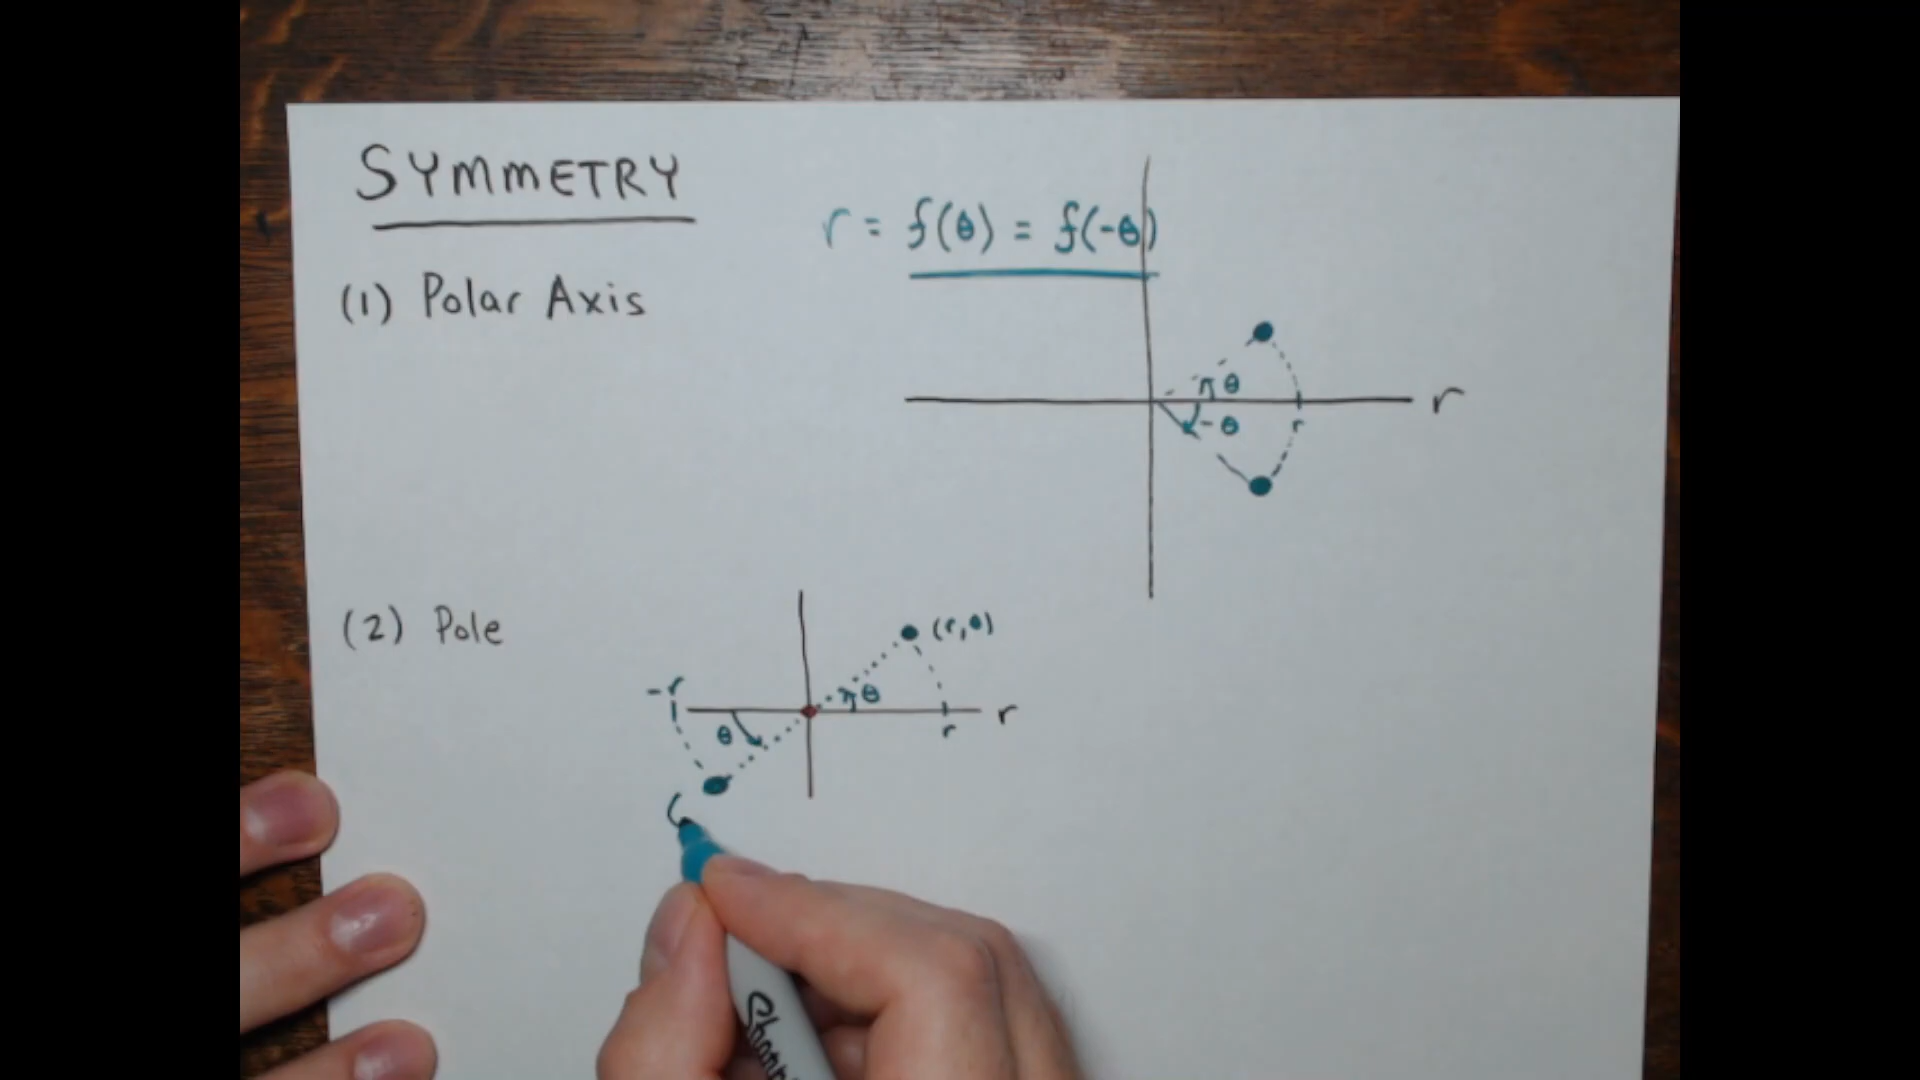 SYMMETRY
r = f(θ) = f(-θ)
(1) Polar Axis
θ
r
-θ
r
(2) Pole
(r,θ)
-r
θ
r
θ
r
(